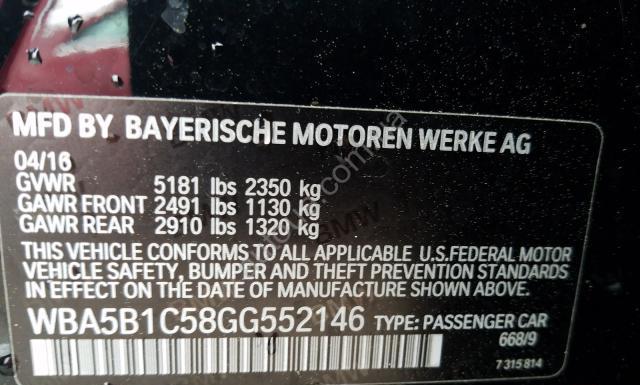 MFD BY BAYERISCHE MOTOREN WERKE AG
04/16
GVWR 5181 lbs 2350 kg
GAWR FRONT 2491 lbs 1130 kg
GAWR REAR 2910 lbs 1320 kg
THIS VEHICLE CONFORMS TO ALL APPLICABLE U.S.FEDERAL MOTOR
VEHICLE SAFETY, BUMPER AND THEFT PREVENTION STANDARDS
IN EFFECT ON THE DATE OF MANUFACTURE SHOWN ABOVE.
WBA5B1C58GG552146 TYPE: PASSENGER CAR
668/9
7 315 814